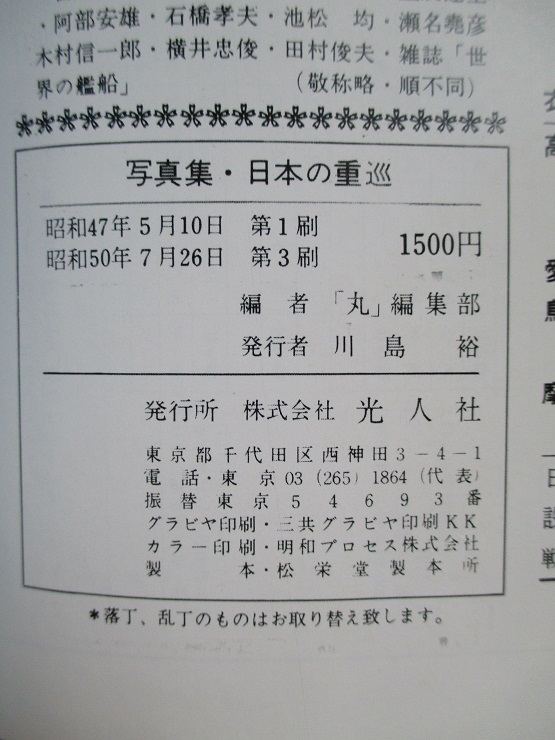 ・阿部安雄・石橋孝夫・池松 均・瀬名堯彦
木村信一郎・横井忠俊・田村俊夫・雑誌「世
界の艦船」 (敬称略・順不同)
写真集・日本の重巡
昭和47年5月10日 第1刷
昭和50年7月26日 第3刷
1500円
編者 「丸」編集部
発行者 川島 裕
発行所 株式会社 光人社
東京都千代田区西神田3-4-1
電話・東京03(265)1864(代表)
振替東京54693番
グラビヤ印刷・三共グラビヤ印刷KK
カラー印刷・明和プロセス株式会社
製本・松栄堂製本所
*落丁、乱丁のものはお取り替え致します。